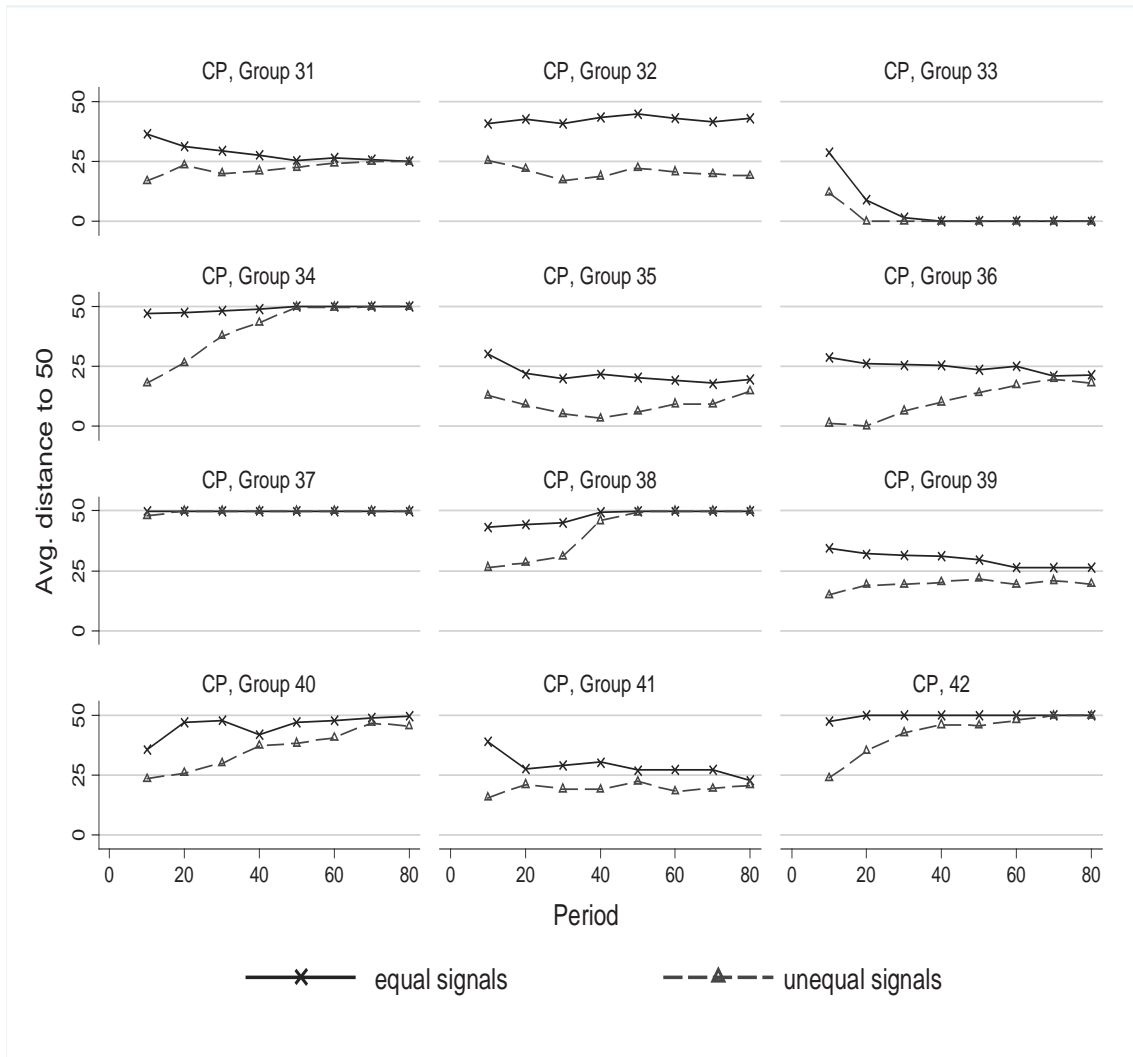 CP, Group 31 CP, Group 32 CP, Group 33
50
25
0
CP, Group 34 CP, Group 35 CP, Group 36
50
25
0
Avg. distance to 50
CP, Group 37 CP, Group 38 CP, Group 39
50
25
0
CP, Group 40 CP, Group 41 CP, 42
50
25
0
0 20 40 60 80 0 20 40 60 80 0 20 40 60 80
Period
equal signals unequal signals